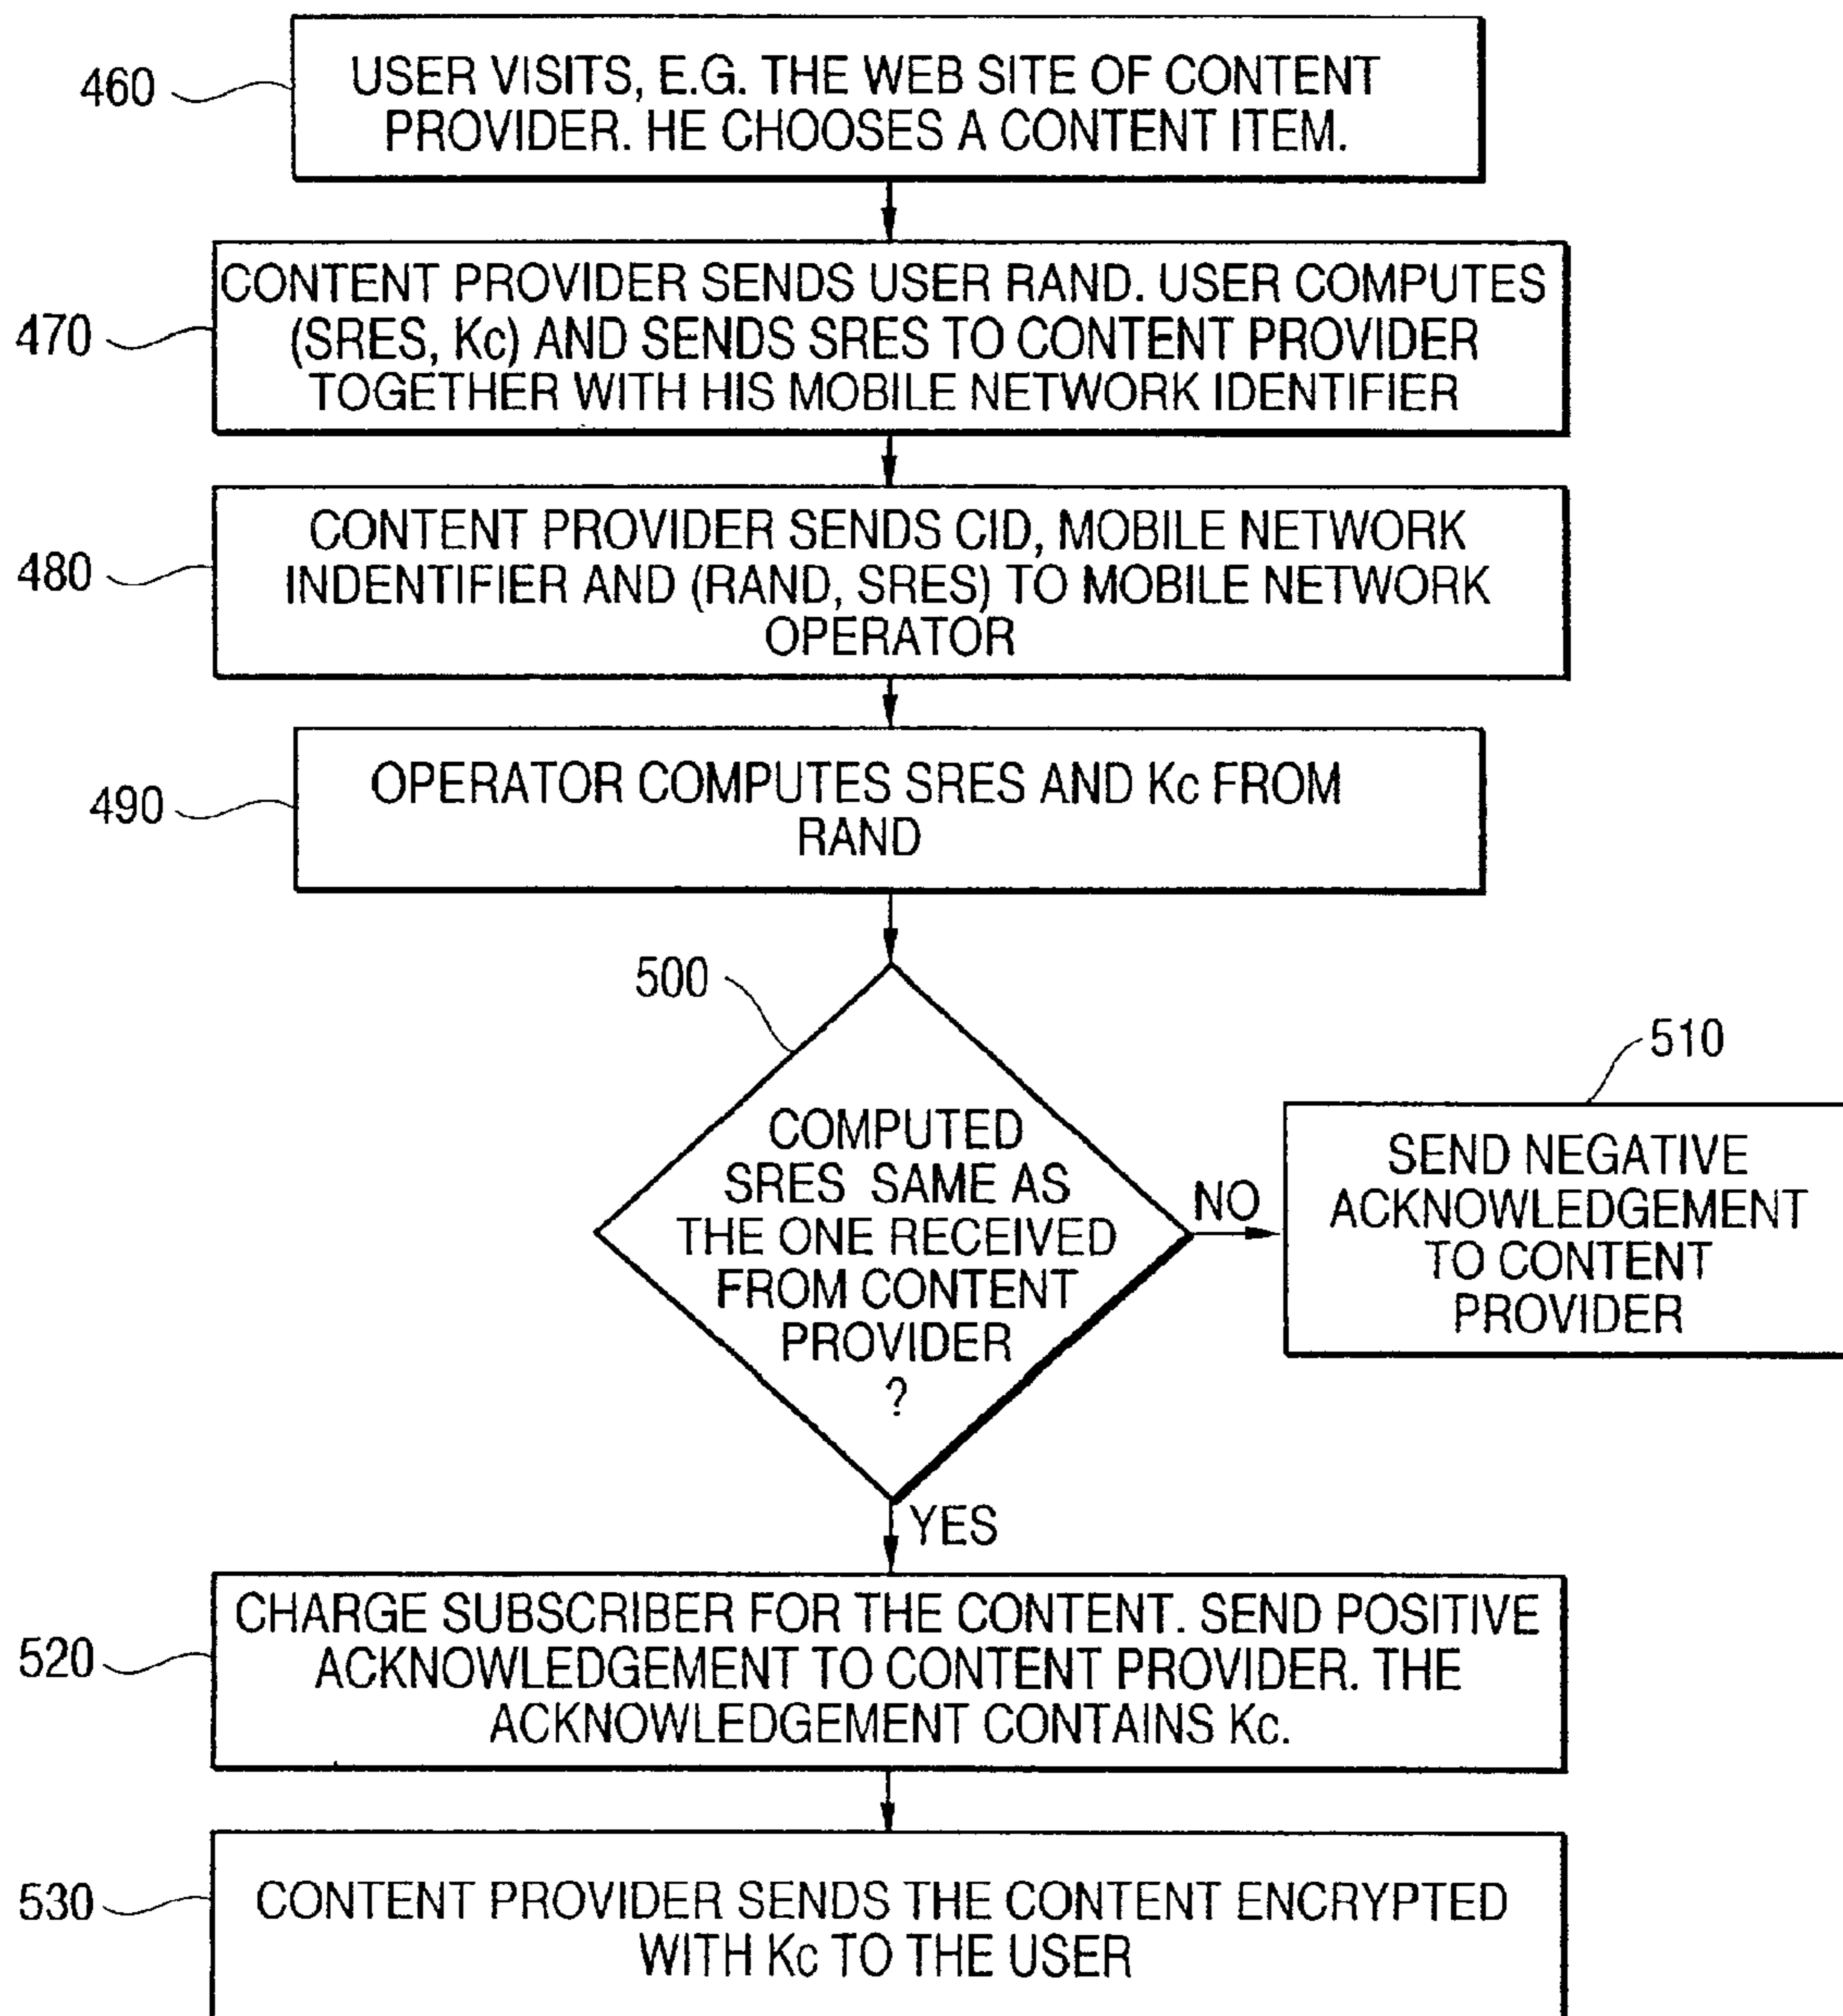 460
USER VISITS, E.G. THE WEB SITE OF CONTENT
PROVIDER. HE CHOOSES A CONTENT ITEM.
470
CONTENT PROVIDER SENDS USER RAND. USER COMPUTES
(SRES, Kc) AND SENDS SRES TO CONTENT PROVIDER
TOGETHER WITH HIS MOBILE NETWORK IDENTIFIER
480
CONTENT PROVIDER SENDS CID, MOBILE NETWORK
INDENTIFIER AND (RAND, SRES) TO MOBILE NETWORK
OPERATOR
490
OPERATOR COMPUTES SRES AND Kc FROM
RAND
500
COMPUTED
SRES SAME AS
THE ONE RECEIVED
FROM CONTENT
PROVIDER
?
NO
510
SEND NEGATIVE
ACKNOWLEDGEMENT
TO CONTENT
PROVIDER
YES
520
CHARGE SUBSCRIBER FOR THE CONTENT. SEND POSITIVE
ACKNOWLEDGEMENT TO CONTENT PROVIDER. THE
ACKNOWLEDGEMENT CONTAINS Kc.
530
CONTENT PROVIDER SENDS THE CONTENT ENCRYPTED
WITH Kc TO THE USER